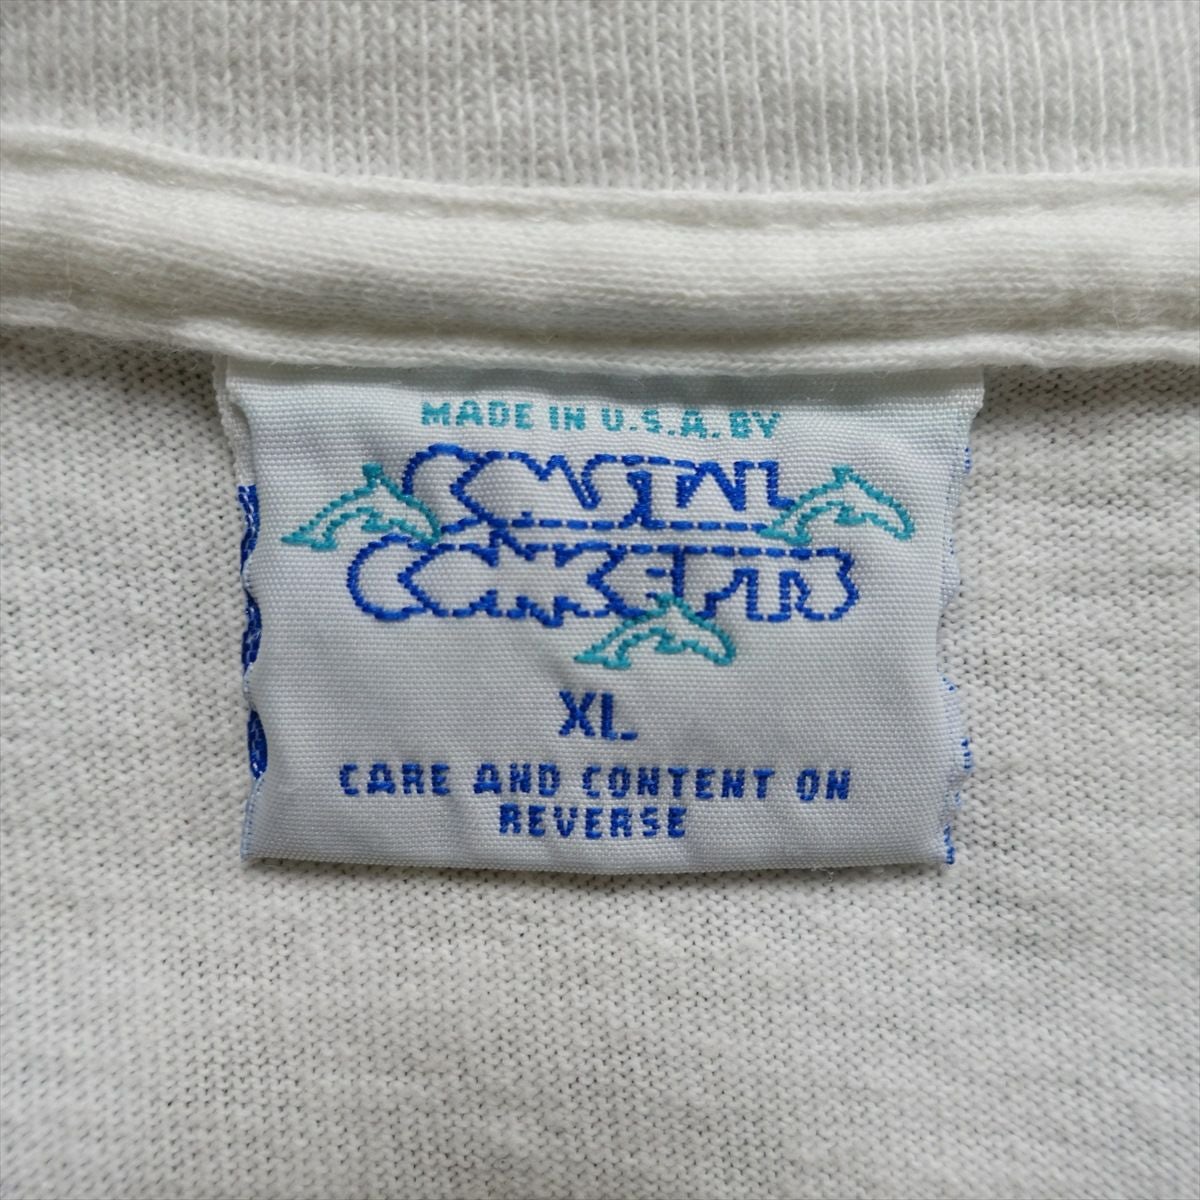 MADE IN U.S.A. BY
COASTAL
CONCEPTS
XL
CARE AND CONTENT ON
REVERSE